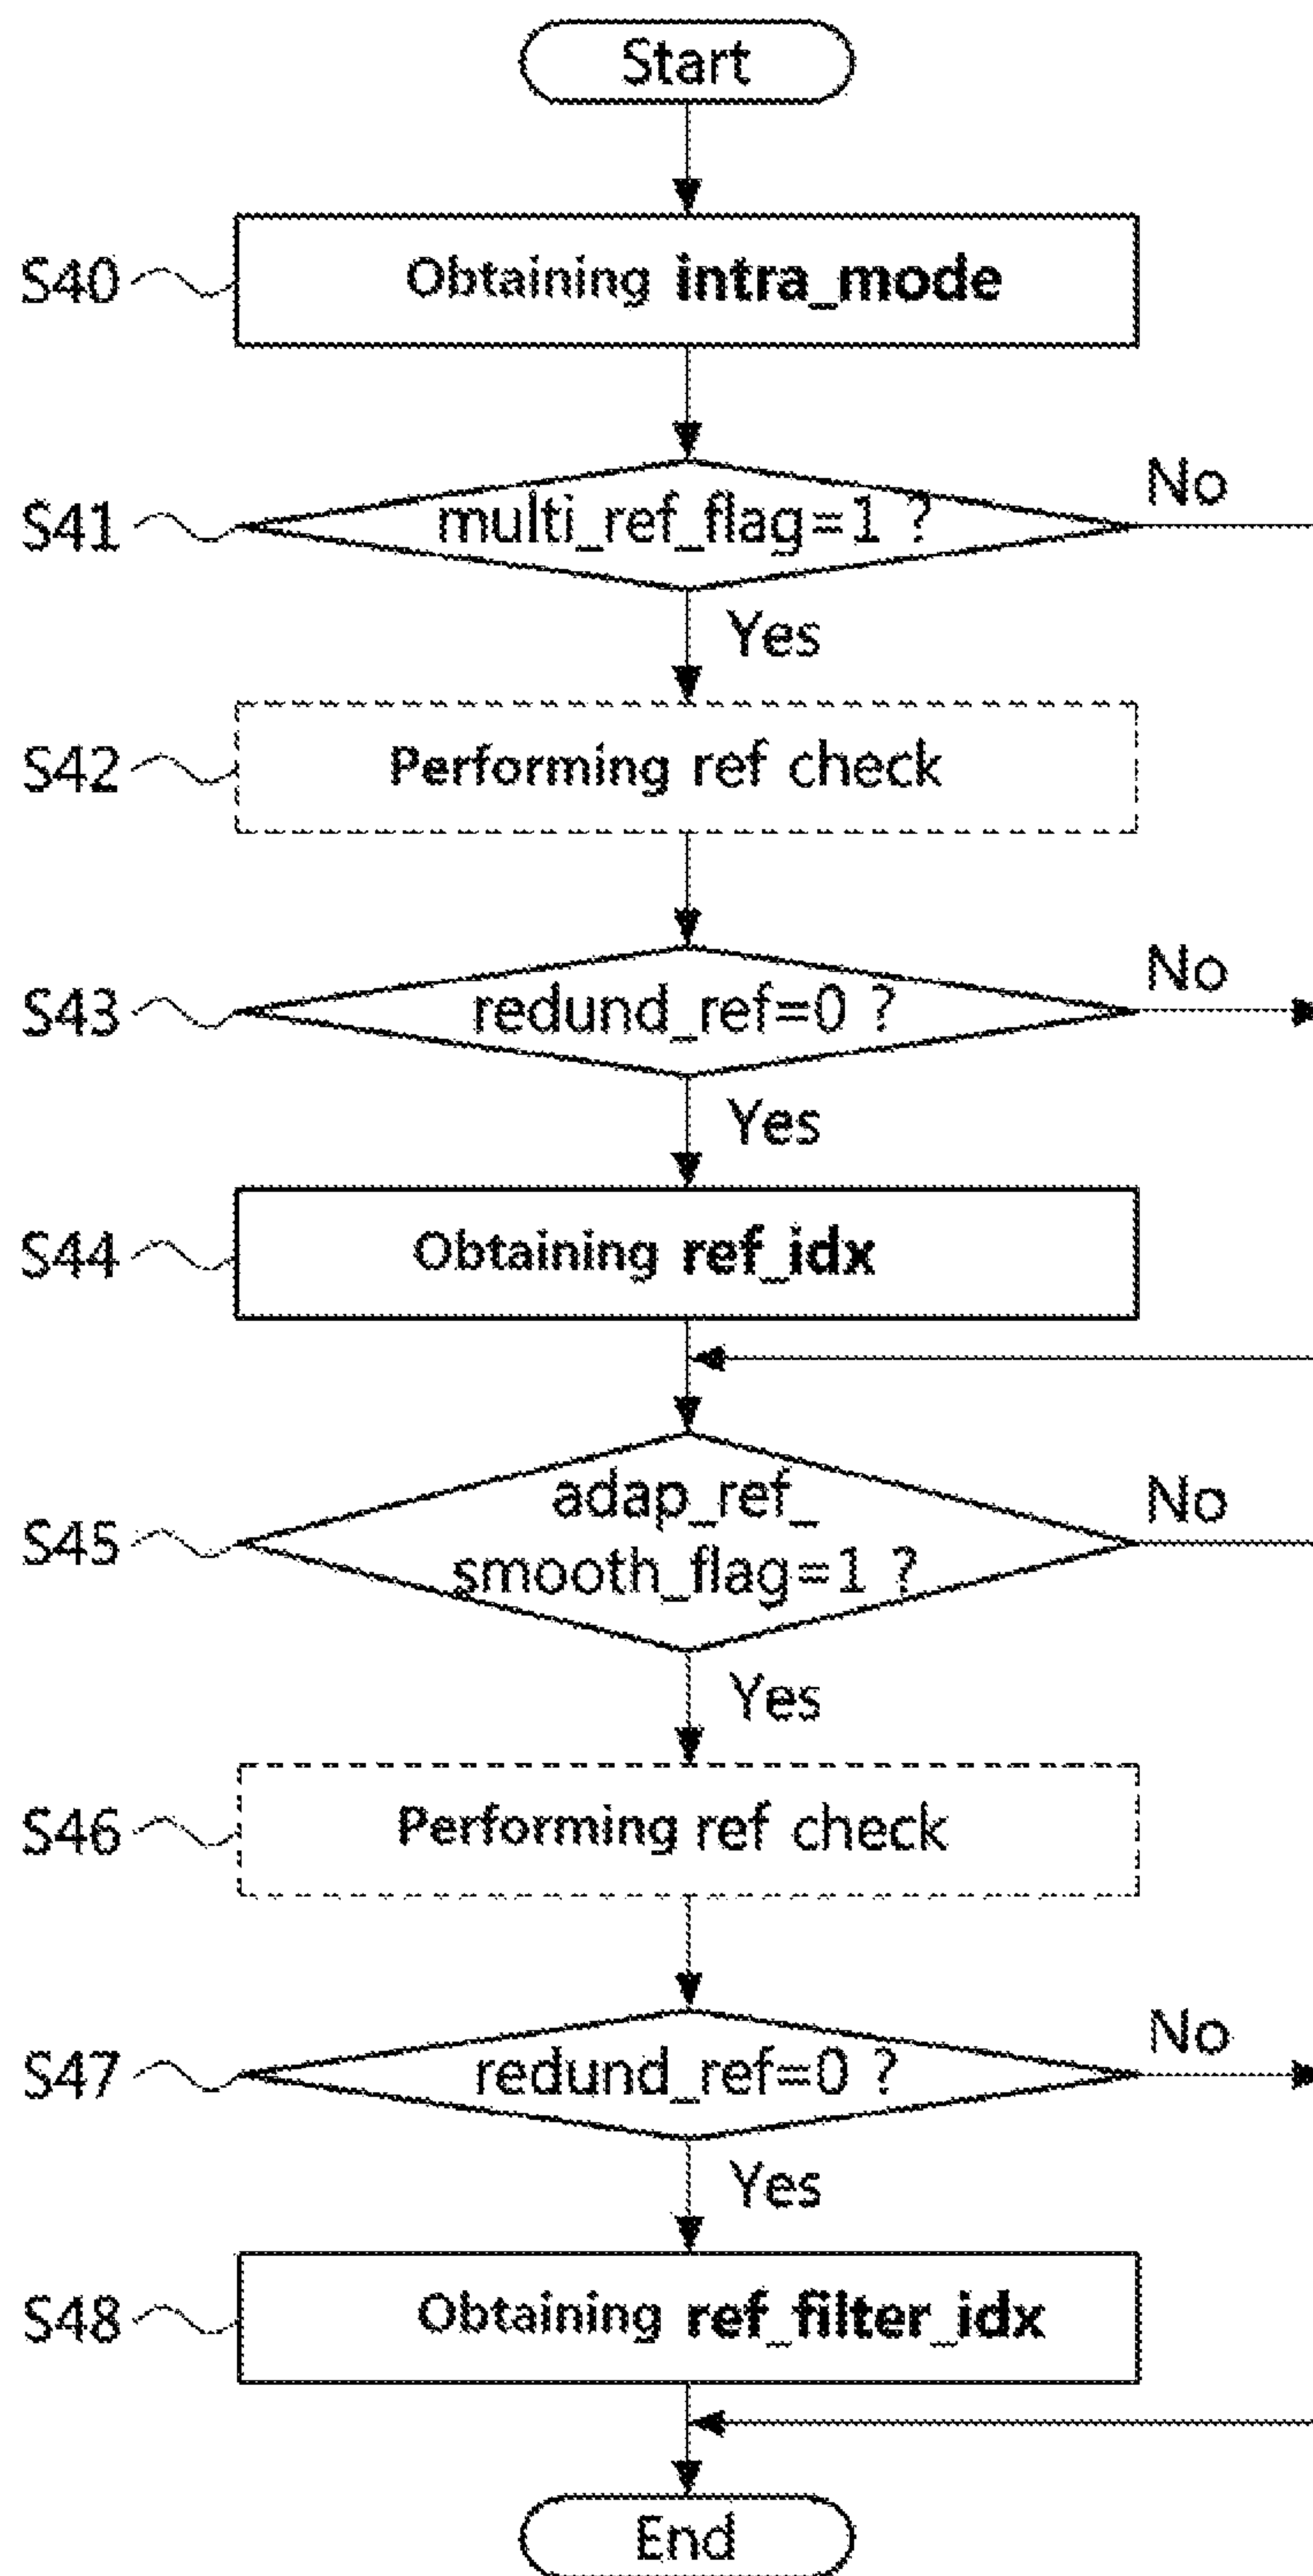 Start
S40
Obtaining intra_mode
S41
multi_ref_flag=1 ?
No
Yes
S42
Performing ref check
S43
redund_ref=0 ?
No
Yes
S44
Obtaining ref_idx
S45
adap_ref_
smooth_flag=1 ?
No
Yes
S46
Performing ref check
S47
redund_ref=0 ?
No
Yes
S48
Obtaining ref_filter_idx
End